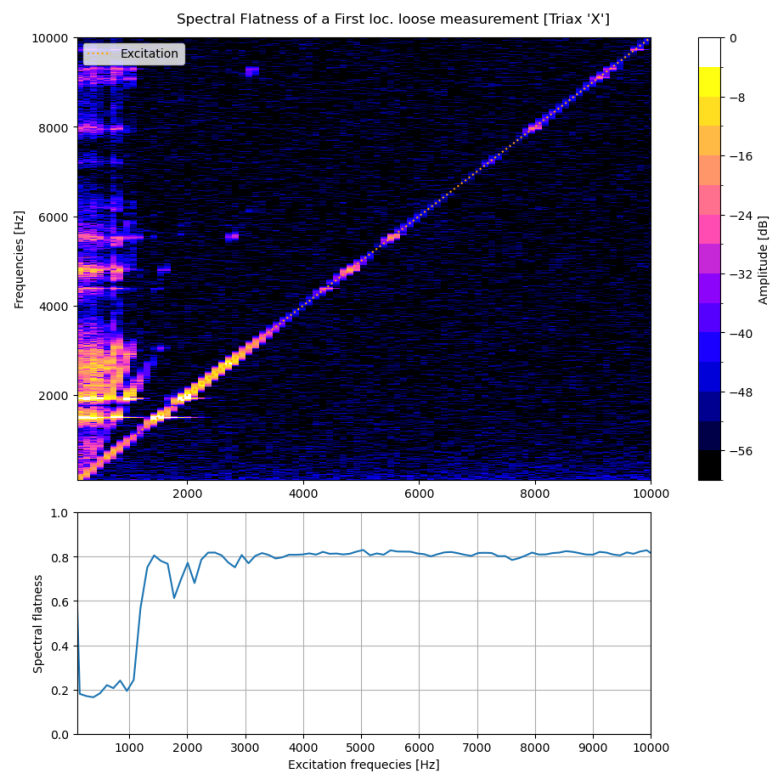 Spectral Flatness of a First loc. loose measurement [Triax 'X']
Excitation
Frequencies [Hz]
10000
8000
6000
4000
2000
2000 4000 6000 8000 10000
0
−8
−16
−24
−32
−40
−48
−56
Amplitude [dB]
Spectral flatness
1.0
0.8
0.6
0.4
0.2
0.0
1000 2000 3000 4000 5000 6000 7000 8000 9000 10000
Excitation frequecies [Hz]